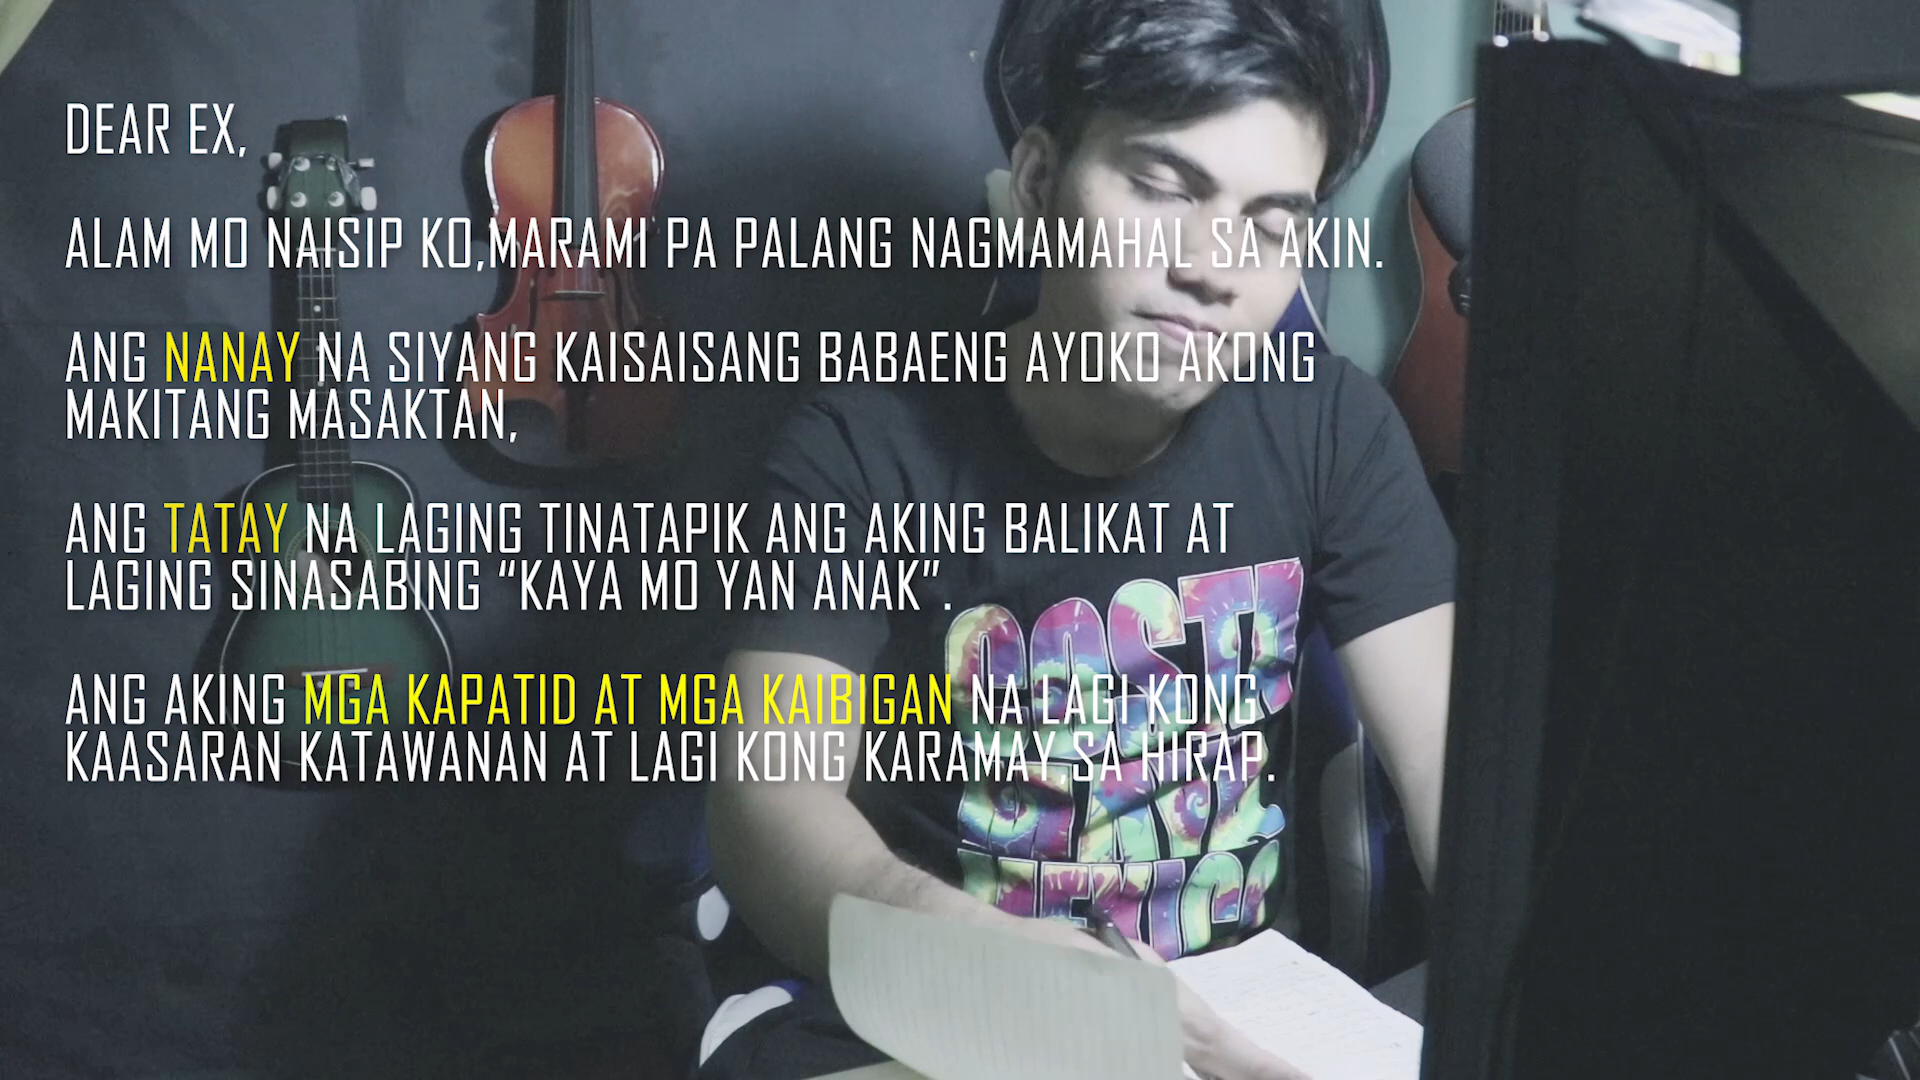 DEAR EX,
ALAM MO NAISIP KO,MARAMI PA PALANG NAGMAMAHAL SA AKIN.
ANG NANAY NA SIYANG KAISAISANG BABAENG AYOKO AKONG
MAKITANG MASAKTAN,
ANG TATAY NA LAGING TINATAPIK ANG AKING BALIKAT AT
LAGING SINASABING “KAYA MO YAN ANAK”.
ANG AKING MGA KAPATID AT MGA KAIBIGAN NA LAGI KONG
KAASARAN KATAWANAN AT LAGI KONG KARAMAY,SA HIRAP.
MEXICO